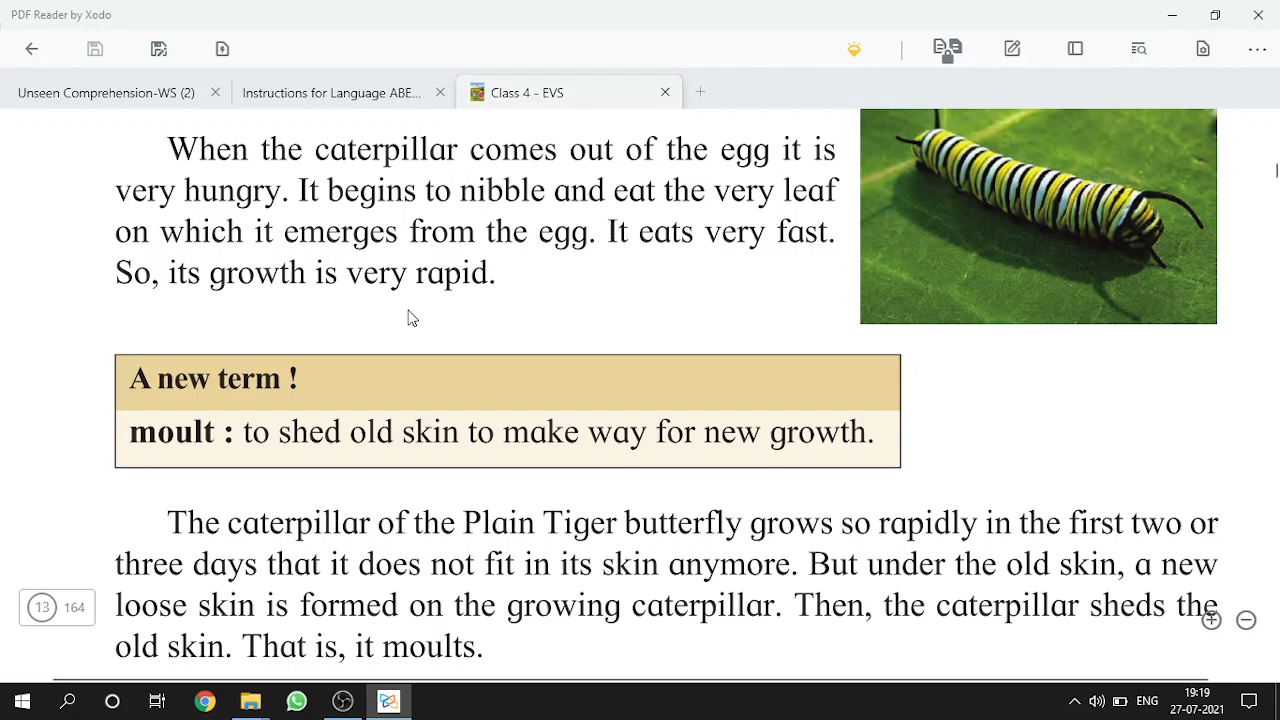 PDF Reader by Xodo
Unseen Comprehension-WS (2)
Instructions for Language ABE...
Class 4 - EVS
When the caterpillar comes out of the egg it is
very hungry. It begins to nibble and eat the very leaf
on which it emerges from the egg. It eats very fast.
So, its growth is very rapid.
A new term !
moult : to shed old skin to make way for new growth.
The caterpillar of the Plain Tiger butterfly grows so rapidly in the first two or
three days that it does not fit in its skin anymore. But under the old skin, a new
loose skin is formed on the growing caterpillar. Then, the caterpillar sheds the
old skin. That is, it moults.
13 164
ENG
19:19
27-07-2021